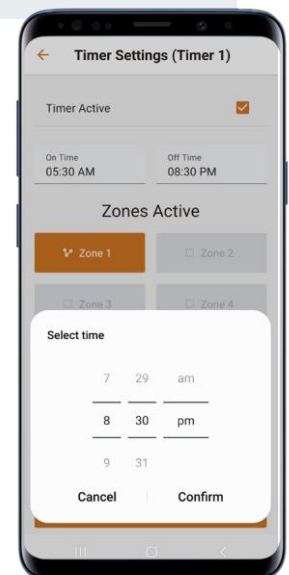 Timer Settings (Timer 1)
Timer Active
On Time Off Time
05:30 AM 08:30 PM
Zones Active
Zone 1 Zone 2
Zone 3 Zone 4
Select time
7 29 am
8 30 pm
9 31
Cancel Confirm